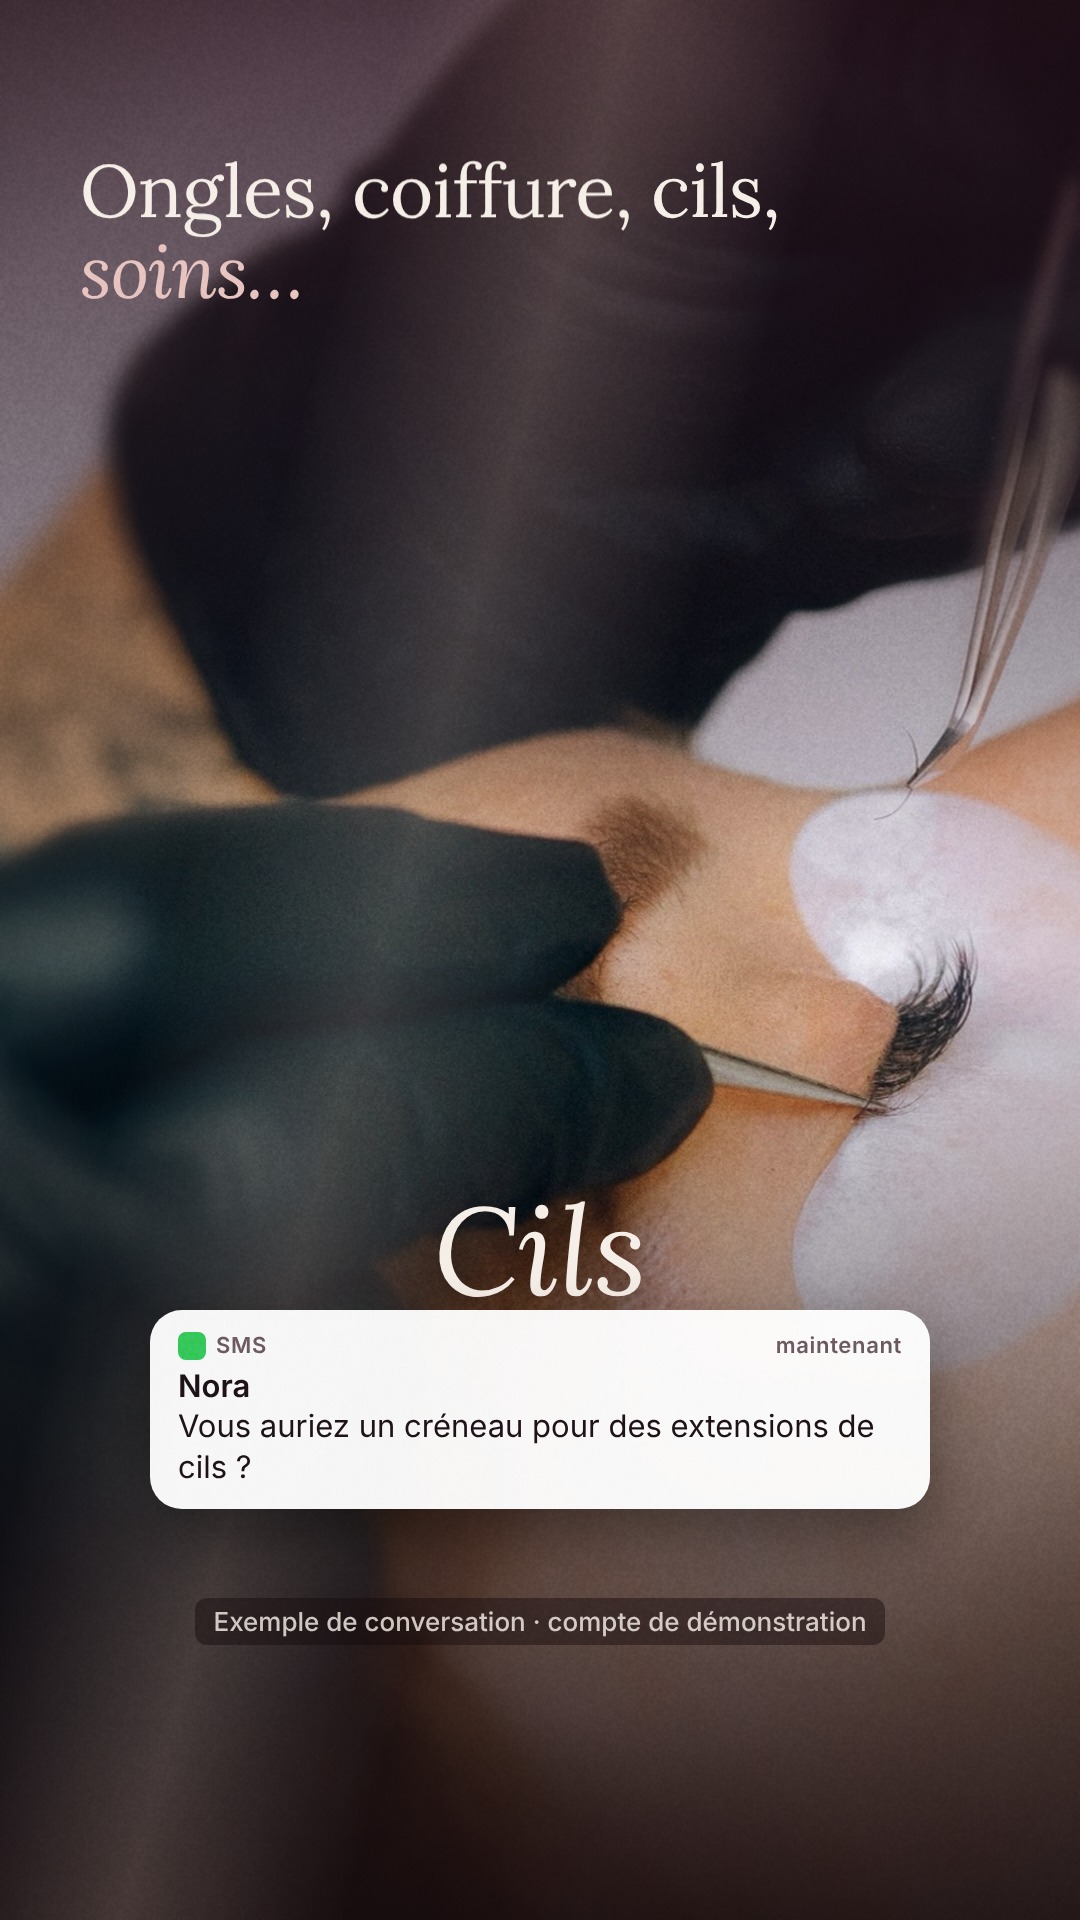 Ongles, coiffure, cils,
soins...
Cils
SMS
maintenant
Nora
Vous auriez un créneau pour des extensions de
cils ?
Exemple de conversation · compte de démonstration